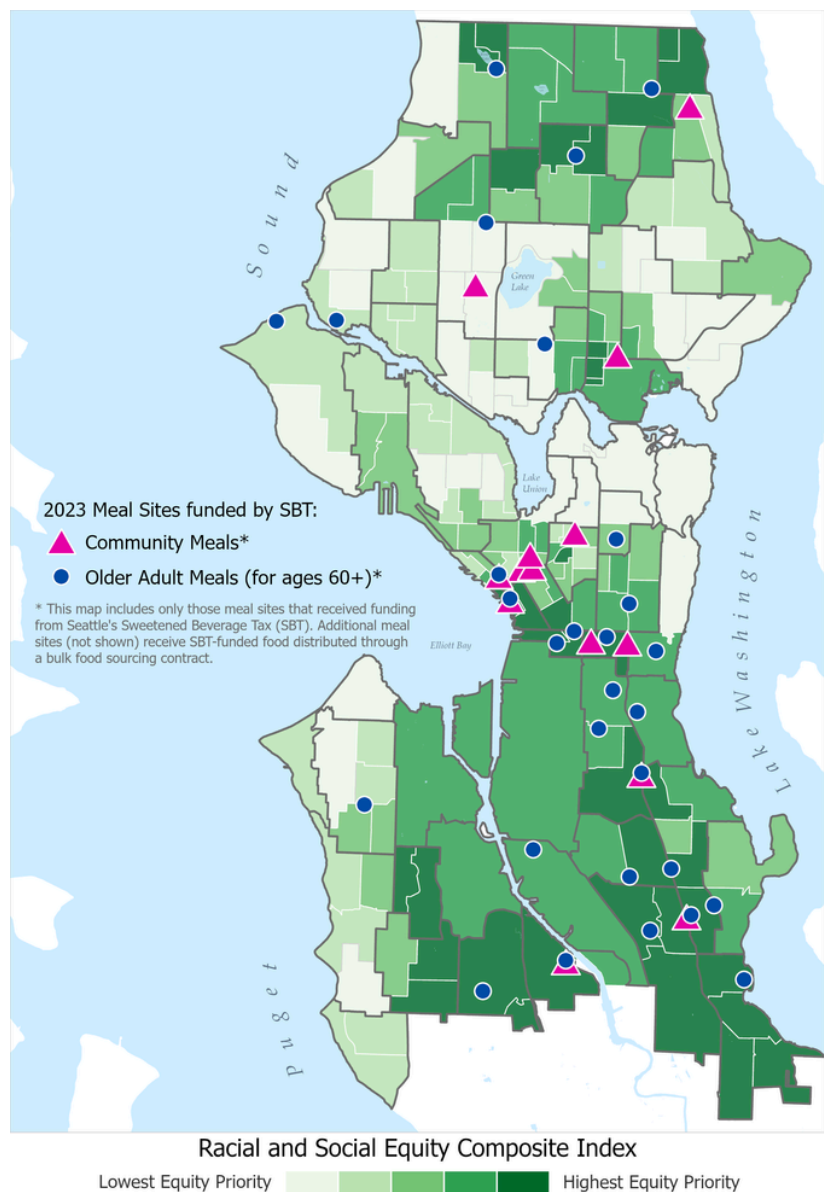 Sound
Green
Lake
Lake
Union
2023 Meal Sites funded by SBT:
Community Meals*
Older Adult Meals (for ages 60+)*
* This map includes only those meal sites that received funding
from Seattle's Sweetened Beverage Tax (SBT). Additional meal
sites (not shown) receive SBT-funded food distributed through
a bulk food sourcing contract.
Elliott Bay
Lake Washington
Puget
Racial and Social Equity Composite Index
Lowest Equity Priority
Highest Equity Priority